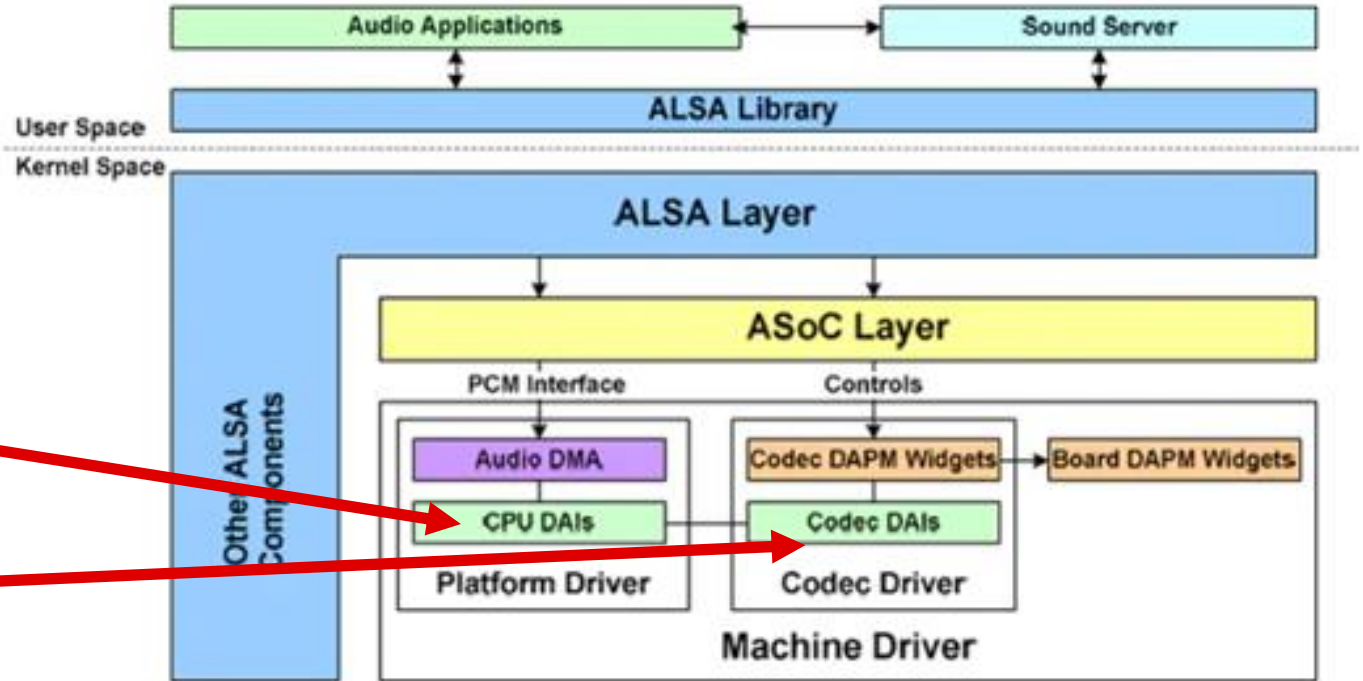 Audio Applications
Sound Server
ALSA Library
User Space
Kernel Space
ALSA Layer
ASoC Layer
PCM Interface
Controls
Other ALSA
Components
Audio DMA
Codec DAPM Widgets
Board DAPM Widgets
CPU DAIs
Codec DAIs
Platform Driver
Codec Driver
Machine Driver